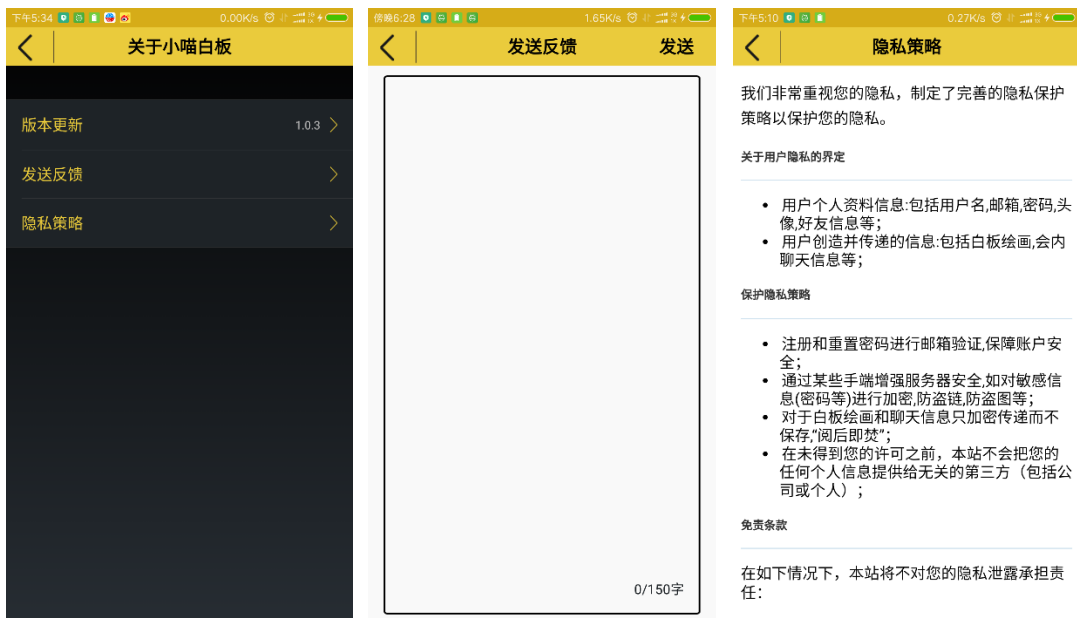 下午5:34
0.00K/s
关于小喵白板
版本更新
1.0.3
发送反馈
隐私策略
傍晚6:28
1.65K/s
发送反馈
发送
0/150字
下午5:10
0.27K/s
隐私策略
我们非常重视您的隐私，制定了完善的隐私保护
策略以保护您的隐私。
关于用户隐私的界定
• 用户个人资料信息:包括用户名,邮箱,密码,头
像,好友信息等；
• 用户创造并传递的信息:包括白板绘画,会内
聊天信息等；
保护隐私策略
• 注册和重置密码进行邮箱验证,保障账户安
全；
• 通过某些手端增强服务器安全,如对敏感信
息(密码等)进行加密,防盗链,防盗图等；
• 对于白板绘画和聊天信息只加密传递而不
保存,“阅后即焚”；
• 在未得到您的许可之前，本站不会把您的
任何个人信息提供给无关的第三方（包括公
司或个人）；
免责条款
在如下情况下，本站将不对您的隐私泄露承担责
任：